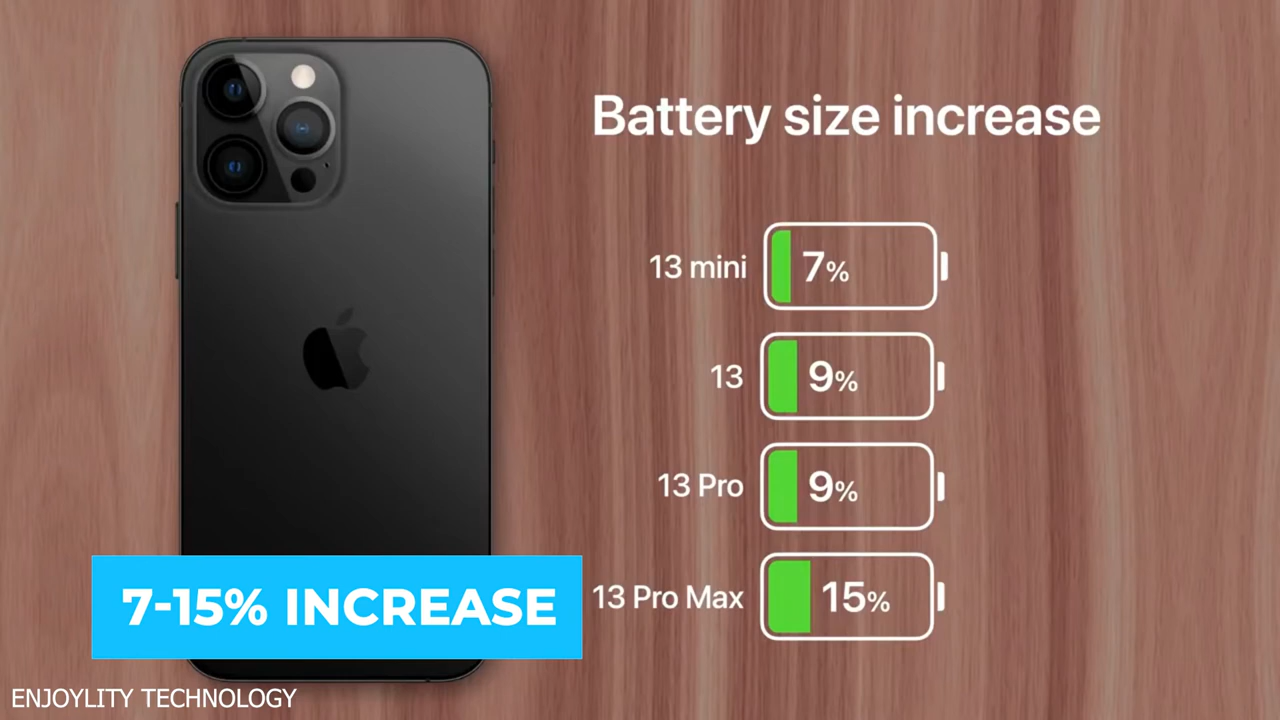 Battery size increase
13 mini 7%
13 9%
13 Pro 9%
13 Pro Max 15%
7-15% INCREASE
ENJOYLITY TECHNOLOGY